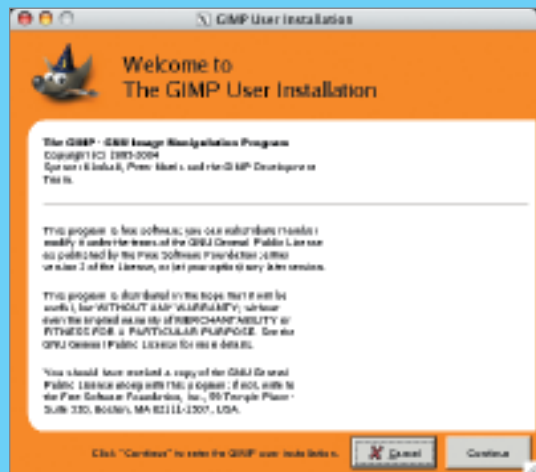 GIMP User Installation
Welcome to
The GIMP User Installation
The GIMP - GNU Image Manipulation Program
Copyright (C) 1995-2004
Spencer Kimball, Peter Mattis and the GIMP Development
Team.
This program is free software; you can redistribute it and/or
modify it under the terms of the GNU General Public License
as published by the Free Software Foundation; either
version 2 of the License, or (at your option) any later version.
This program is distributed in the hope that it will be
useful, but WITHOUT ANY WARRANTY; without
even the implied warranty of MERCHANTABILITY or
FITNESS FOR A PARTICULAR PURPOSE. See the
GNU General Public License for more details.
You should have received a copy of the GNU General
Public License along with this program; if not, write to
the Free Software Foundation, Inc., 59 Temple Place -
Suite 330, Boston, MA 02111-1307, USA.
Click "Continue" to enter the GIMP user installation.
Cancel
Continue